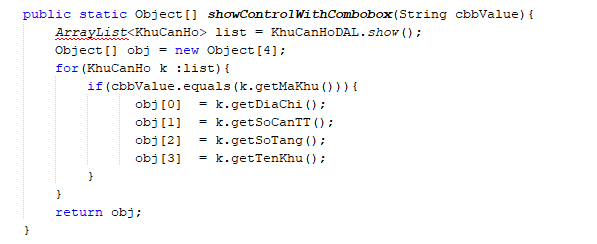 public static Object[] showControlWithCombobox(String cbbValue){
ArrayList<KhuCanHo> list = KhuCanHoDAL.show();
Object[] obj = new Object[4];
for(KhuCanHo k :list){
if(cbbValue.equals(k.getMaKhu())){
obj[0]  = k.getDiaChi();
obj[1]  = k.getSoCanTT();
obj[2]  = k.getSoTang();
obj[3]  = k.getTenKhu();
}
}
return obj;
}